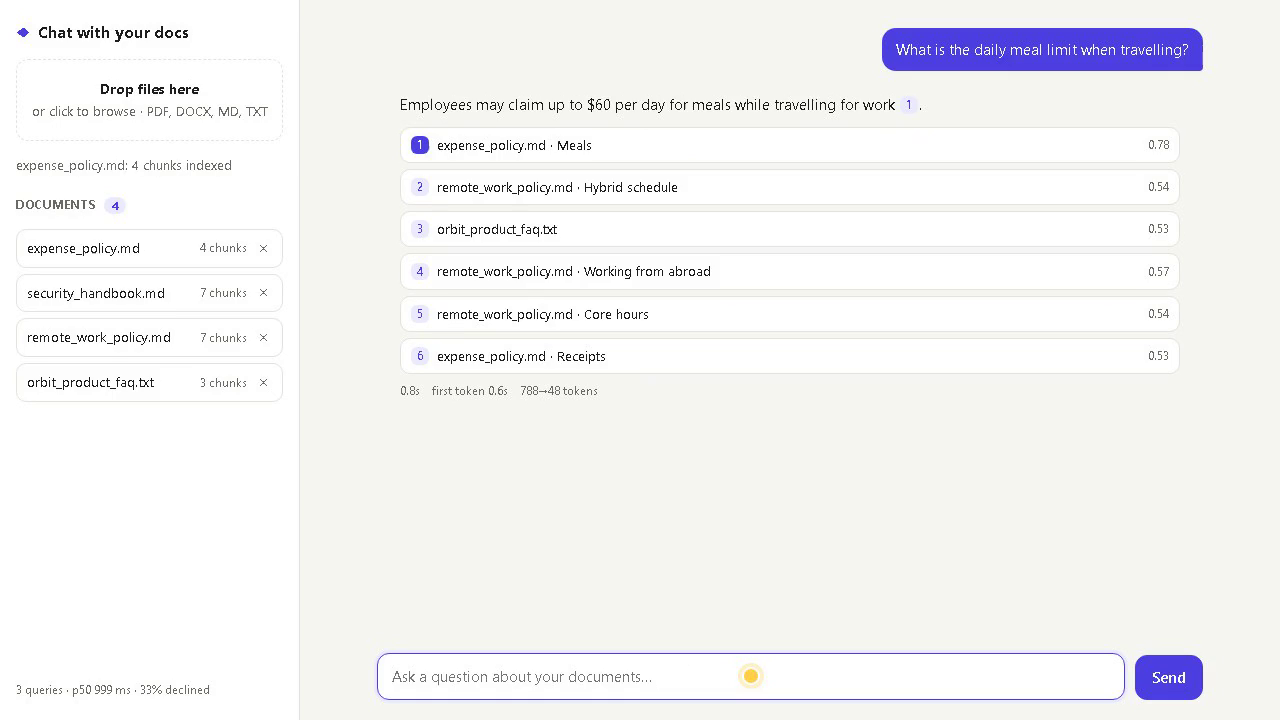 Chat with your docs
Drop files here
or click to browse · PDF, DOCX, MD, TXT
expense_policy.md: 4 chunks indexed
DOCUMENTS 4
expense_policy.md 4 chunks ×
security_handbook.md 7 chunks ×
remote_work_policy.md 7 chunks ×
orbit_product_faq.txt 3 chunks ×
3 queries · p50 999 ms · 33% declined
What is the daily meal limit when travelling?
Employees may claim up to $60 per day for meals while travelling for work 1 .
1 expense_policy.md · Meals 0.78
2 remote_work_policy.md · Hybrid schedule 0.54
3 orbit_product_faq.txt 0.53
4 remote_work_policy.md · Working from abroad 0.57
5 remote_work_policy.md · Core hours 0.54
6 expense_policy.md · Receipts 0.53
0.8s first token 0.6s 788→48 tokens
Ask a question about your documents...
Send